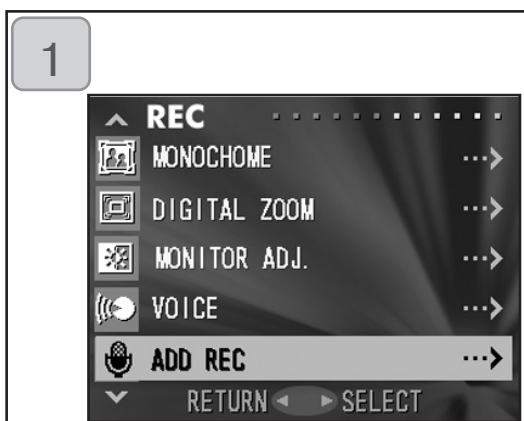 1
REC
MONOCHOME
DIGITAL ZOOM
MONITOR ADJ.
VOICE
ADD REC
RETURN SELECT